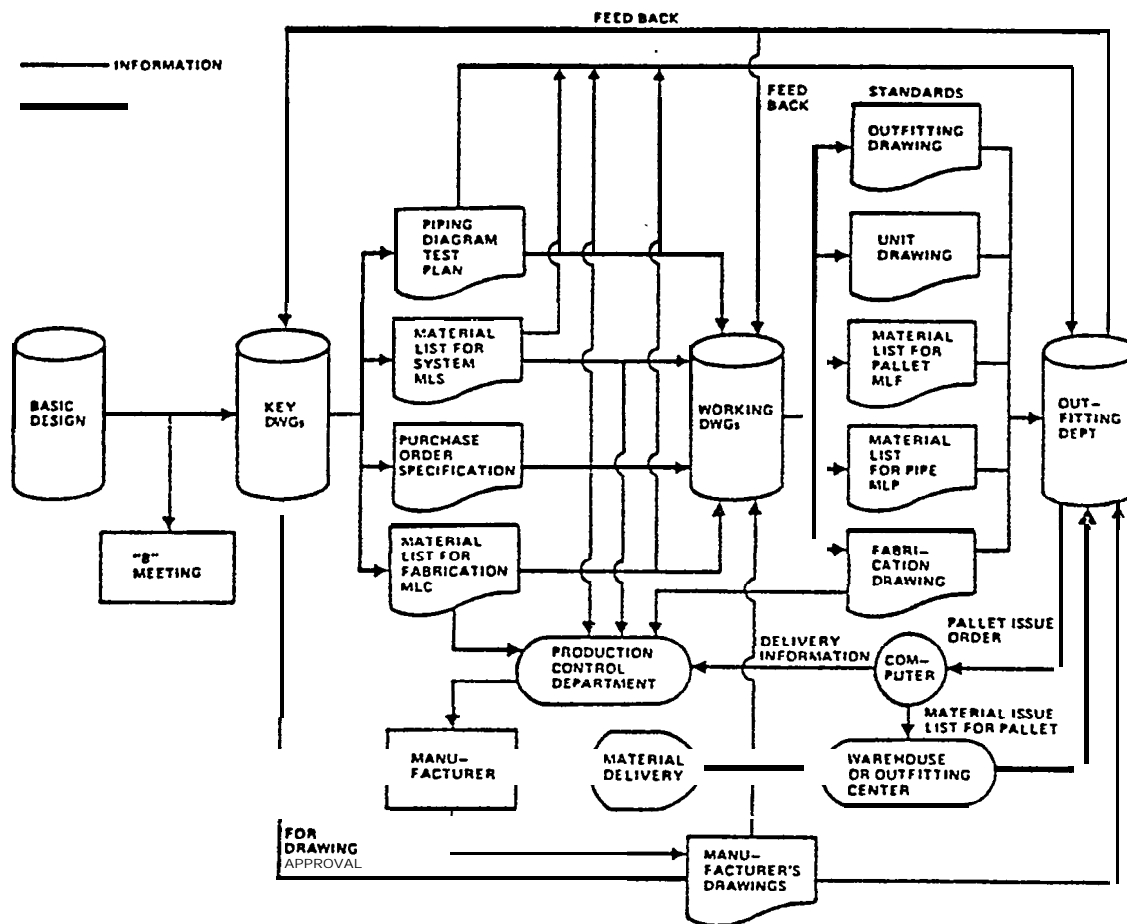 FEED BACK
INFORMATION
FEED
BACK
STANDARDS
OUTFITTING
DRAWING
PIPING
DIAGRAM
TEST
PLAN
UNIT
DRAWING
MATERIAL
LIST FOR
SYSTEM
MLS
MATERIAL
LIST FOR
PALLET
MLF
BASIC
DESIGN
KEY
DWGs
WORKING
DWGs
OUT-
FITTING
DEPT
PURCHASE
ORDER
SPECIFICATION
MATERIAL
LIST
FOR PIPE
MLP
"B"
MEETING
MATERIAL
LIST FOR
FABRICATION
MLC
FABRI-
CATION
DRAWING
PALLET ISSUE
ORDER
DELIVERY
INFORMATION
PRODUCTION
CONTROL
DEPARTMENT
COM-
PUTER
MATERIAL ISSUE
LIST FOR PALLET
MANU-
FACTURER
MATERIAL
DELIVERY
WAREHOUSE
OR OUTFITTING
CENTER
FOR
DRAWING
APPROVAL
MANU-
FACTURER'S
DRAWINGS